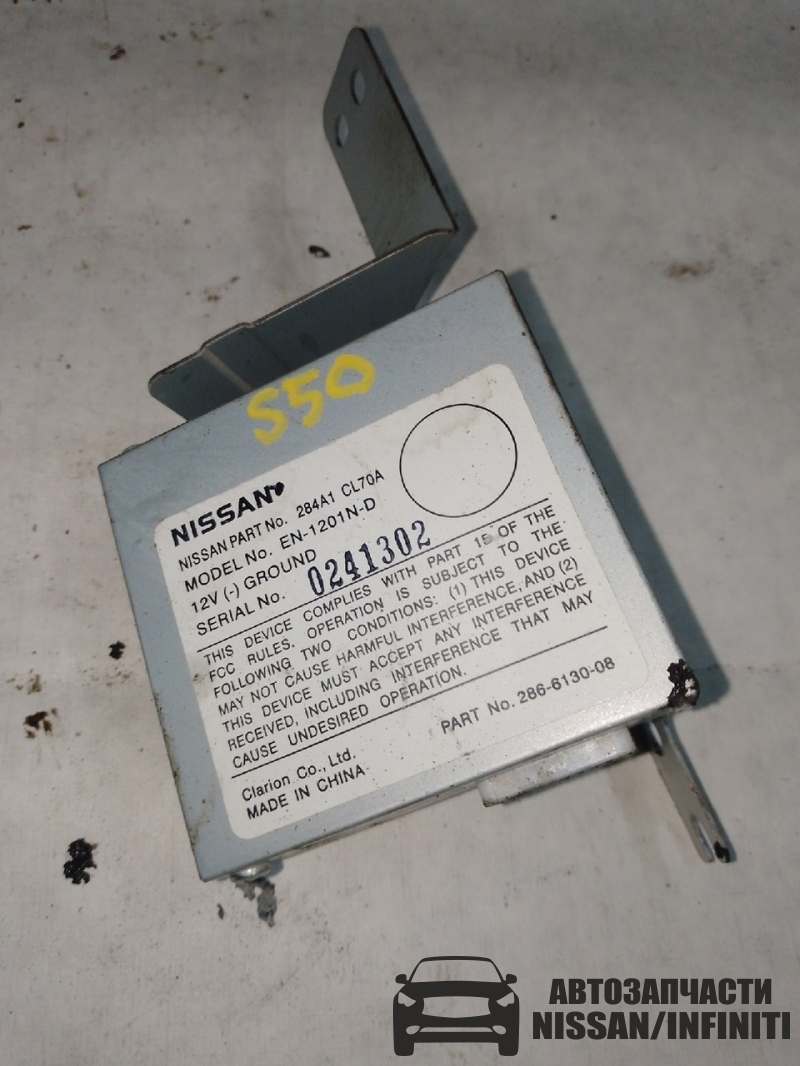 S50
NISSAN
NISSAN PART No. 284A1 CL70A
MODEL No. EN-1201N-D
12V (-) GROUND
SERIAL No. 0241302
THIS DEVICE COMPLIES WITH PART 15 OF THE
FCC RULES. OPERATION IS SUBJECT TO THE
FOLLOWING TWO CONDITIONS: (1) THIS DEVICE
MAY NOT CAUSE HARMFUL INTERFERENCE, AND (2)
THIS DEVICE MUST ACCEPT ANY INTERFERENCE
RECEIVED, INCLUDING INTERFERENCE THAT MAY
CAUSE UNDESIRED OPERATION.
PART No. 286-6130-08
Clarion Co., Ltd.
MADE IN CHINA
АВТОЗАПЧАСТИ
NISSAN/INFINITI